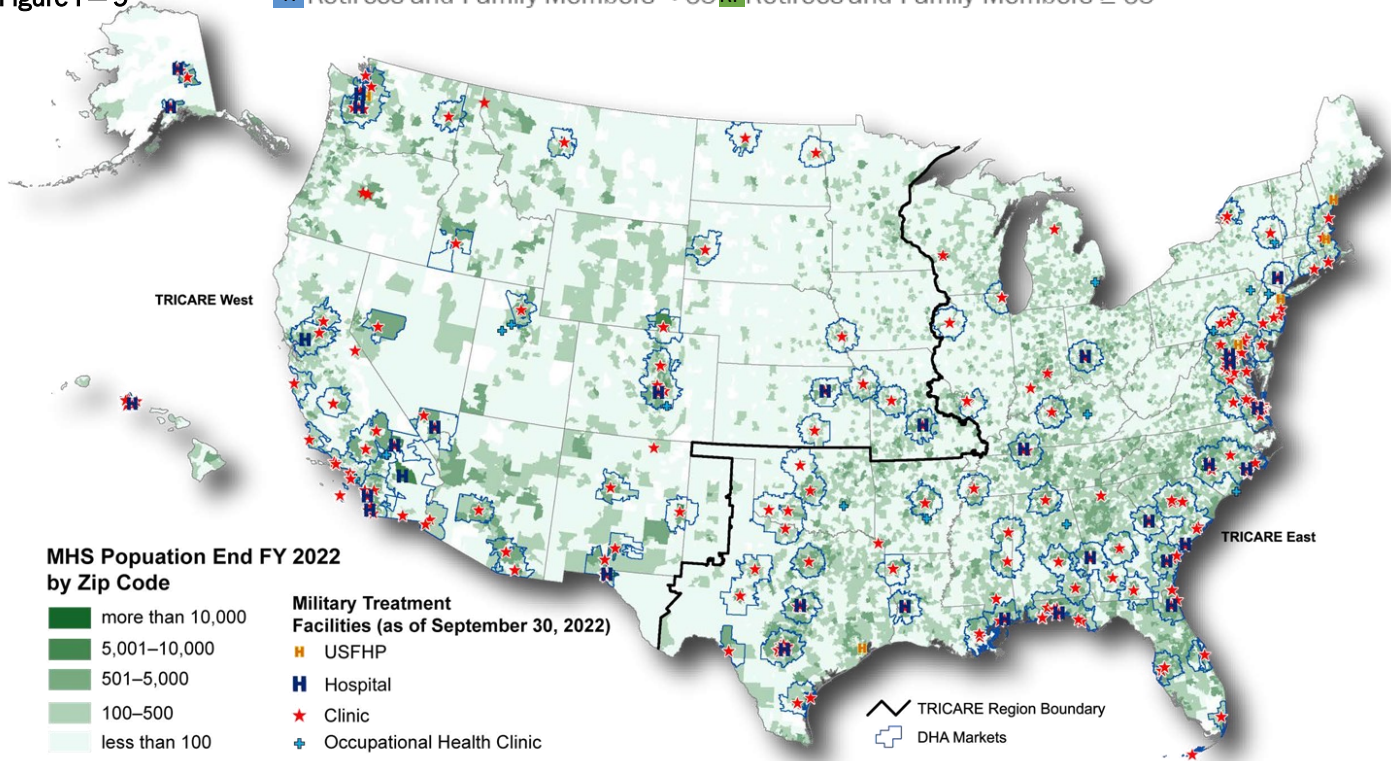 TRICARE West
TRICARE East
MHS Popuation End FY 2022
by Zip Code
more than 10,000
5,001–10,000
501–5,000
100–500
less than 100
Military Treatment
Facilities (as of September 30, 2022)
H USFHP
H Hospital
Clinic
Occupational Health Clinic
TRICARE Region Boundary
DHA Markets